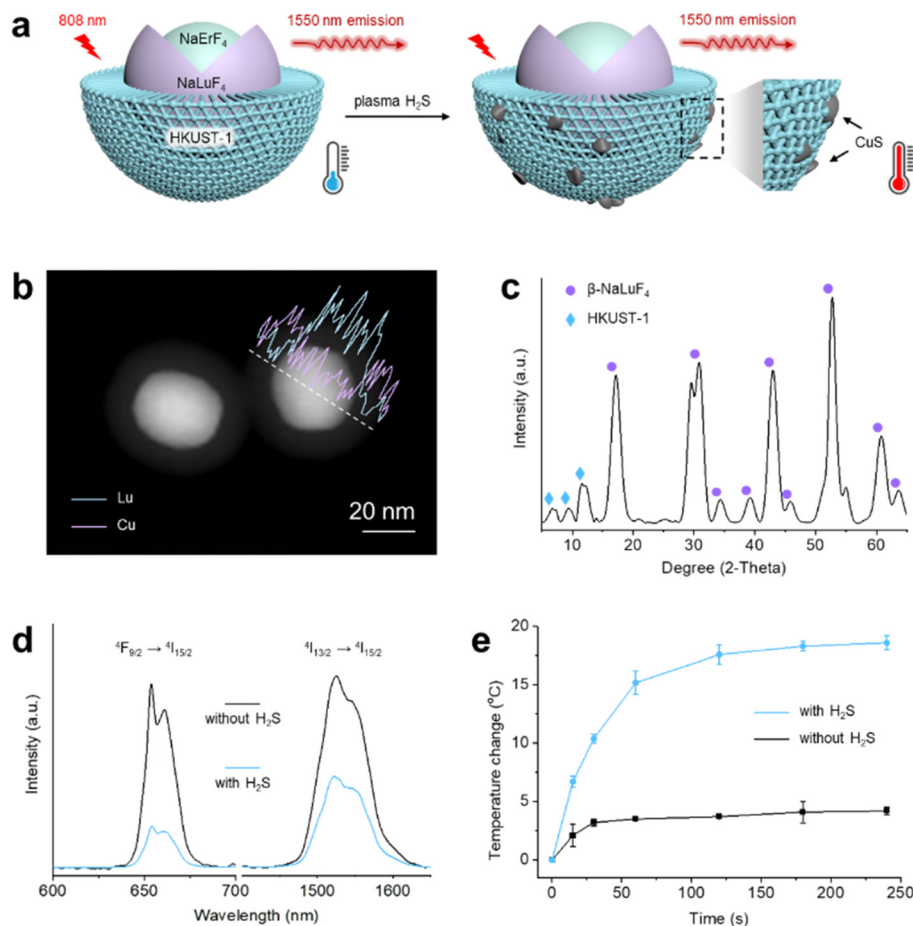 a
808 nm
NaErF₄
NaLuF₄
HKUST-1
1550 nm emission
plasma H₂S
1550 nm emission
CuS
b
Lu
Cu
20 nm
c
β-NaLuF₄
HKUST-1
Intensity (a.u.)
10 20 30 40 50 60
Degree (2-Theta)
d
⁴F₉/₂ → ⁴I₁₅/₂
⁴I₁₃/₂ → ⁴I₁₅/₂
without H₂S
with H₂S
Intensity (a.u.)
600 650 700 1500 1600
Wavelength (nm)
e
20
15
10
5
0
Temperature change (°C)
with H₂S
without H₂S
0 50 100 150 200 250
Time (s)